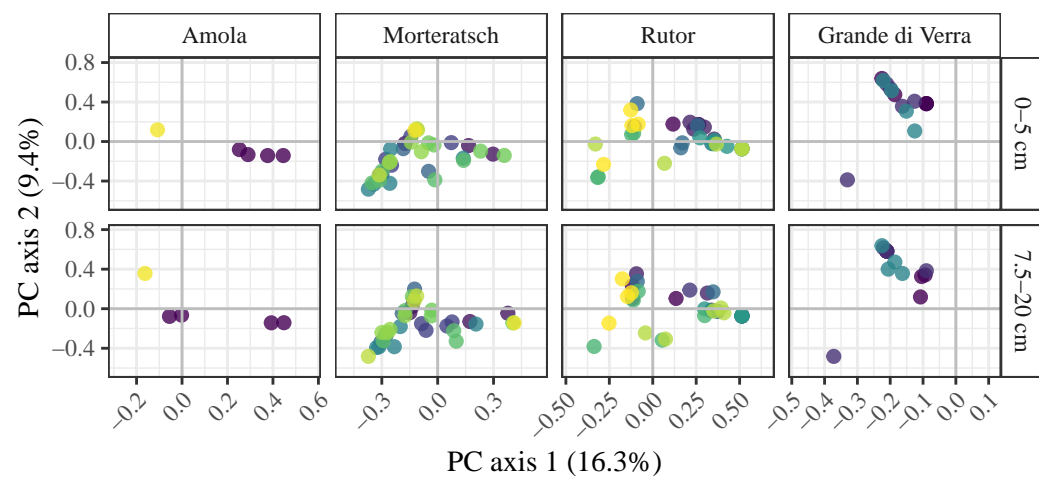 Amola Morteratsch Rutor Grande di Verra
0.8
0.4
0.0
−0.4
0–5 cm
0.8
0.4
0.0
−0.4
7.5–20 cm
PC axis 2 (9.4%)
−0.2 0.0 0.2 0.4 0.6 −0.3 0.0 0.3 −0.50 −0.25 0.00 0.25 0.50 −0.5 −0.4 −0.3 −0.2 −0.1 0.0 0.1
PC axis 1 (16.3%)